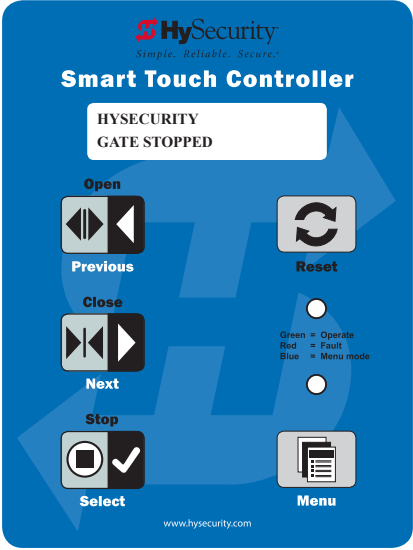 HySecurity
Simple. Reliable. Secure.
Smart Touch Controller
HYSECURITY
GATE STOPPED
Open
Previous
Reset
Close
Next
Green = Operate
Red = Fault
Blue = Menu mode
Stop
Select
Menu
www.hysecurity.com